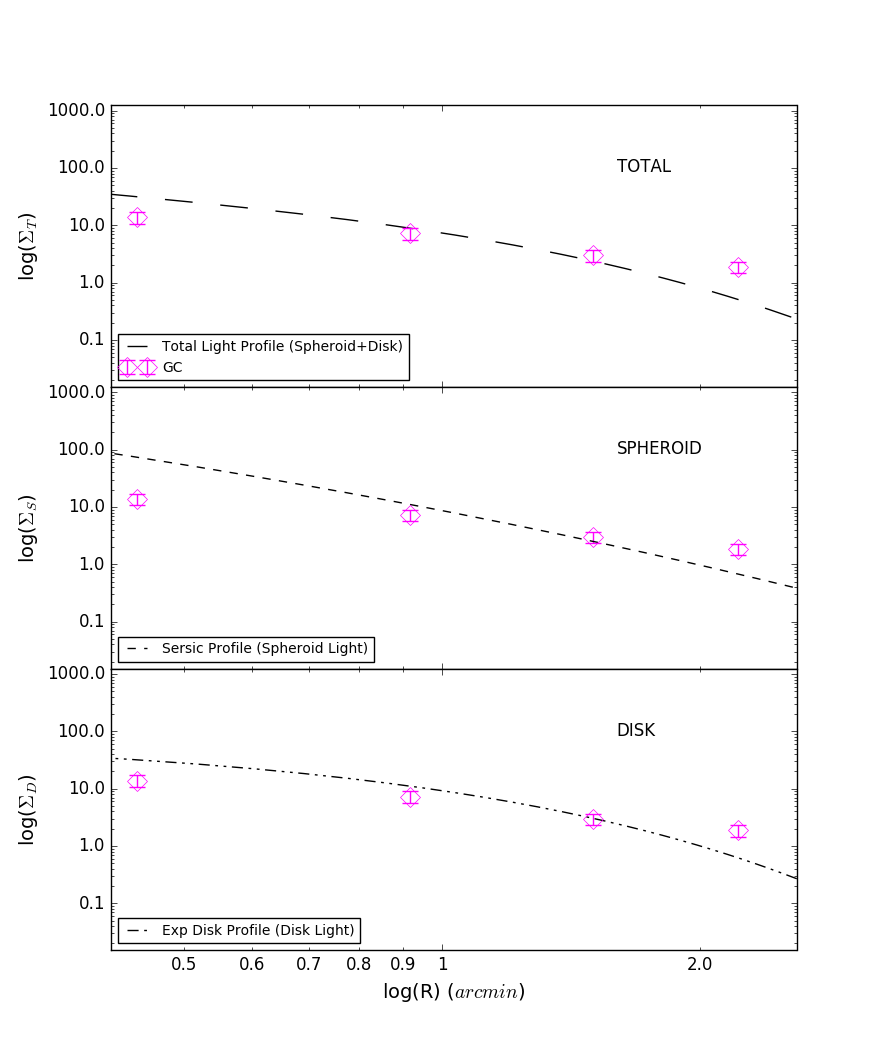 1000.0
100.0
10.0
1.0
0.1
log(Σ_T)
TOTAL
Total Light Profile (Spheroid+Disk)
GC
1000.0
100.0
10.0
1.0
0.1
log(Σ_S)
SPHEROID
Sersic Profile (Spheroid Light)
1000.0
100.0
10.0
1.0
0.1
log(Σ_D)
DISK
Exp Disk Profile (Disk Light)
0.5 0.6 0.7 0.8 0.9 1 2.0
log(R) (arcmin)